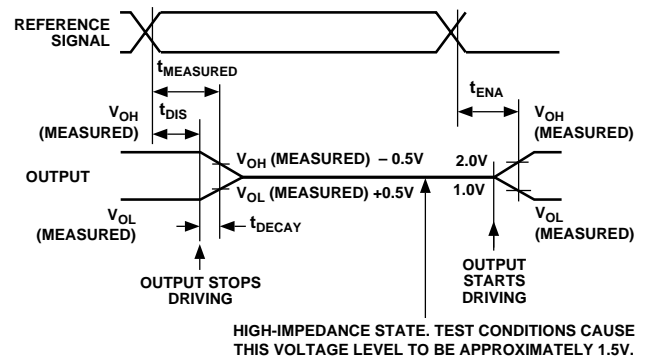 REFERENCE
SIGNAL
tMEASURED
tDIS
tENA
VOH
(MEASURED)
VOH
(MEASURED)
VOH (MEASURED) – 0.5V
2.0V
OUTPUT
VOL (MEASURED) +0.5V
1.0V
VOL
(MEASURED)
VOL
(MEASURED)
tDECAY
OUTPUT STOPS
DRIVING
OUTPUT
STARTS
DRIVING
HIGH-IMPEDANCE STATE. TEST CONDITIONS CAUSE
THIS VOLTAGE LEVEL TO BE APPROXIMATELY 1.5V.